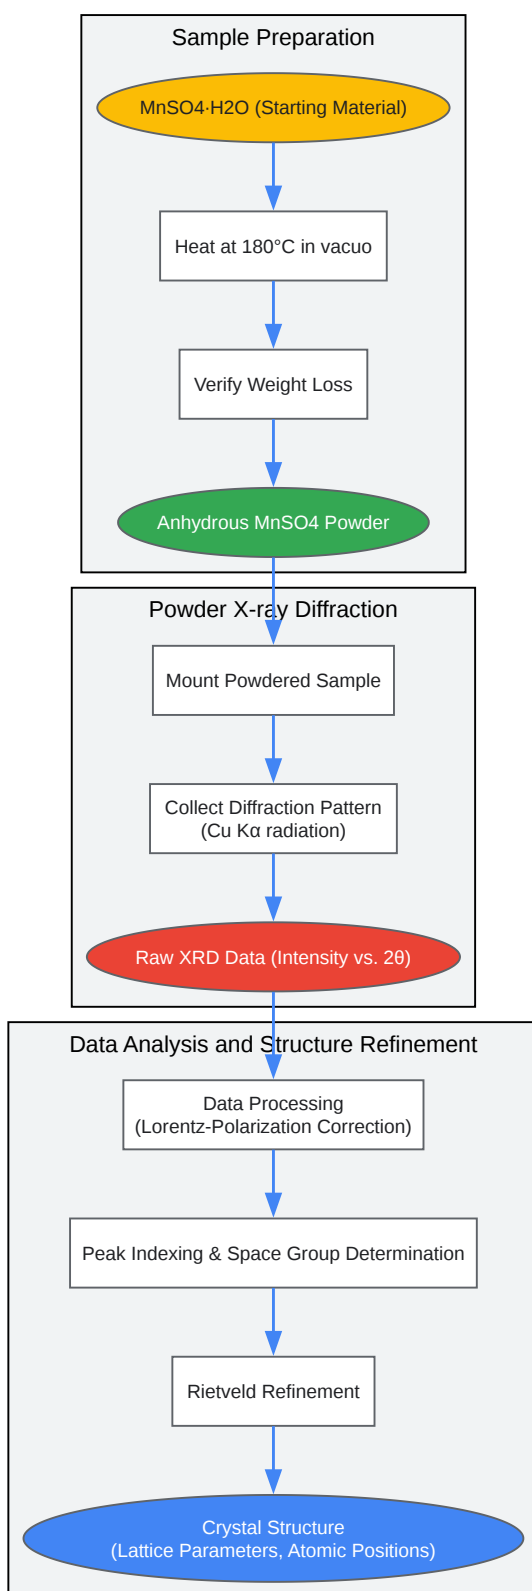 Sample Preparation
MnSO4·H2O (Starting Material)
Heat at 180°C in vacuo
Verify Weight Loss
Anhydrous MnSO4 Powder
Powder X-ray Diffraction
Mount Powdered Sample
Collect Diffraction Pattern
(Cu Kα radiation)
Raw XRD Data (Intensity vs. 2θ)
Data Analysis and Structure Refinement
Data Processing
(Lorentz-Polarization Correction)
Peak Indexing & Space Group Determination
Rietveld Refinement
Crystal Structure
(Lattice Parameters, Atomic Positions)